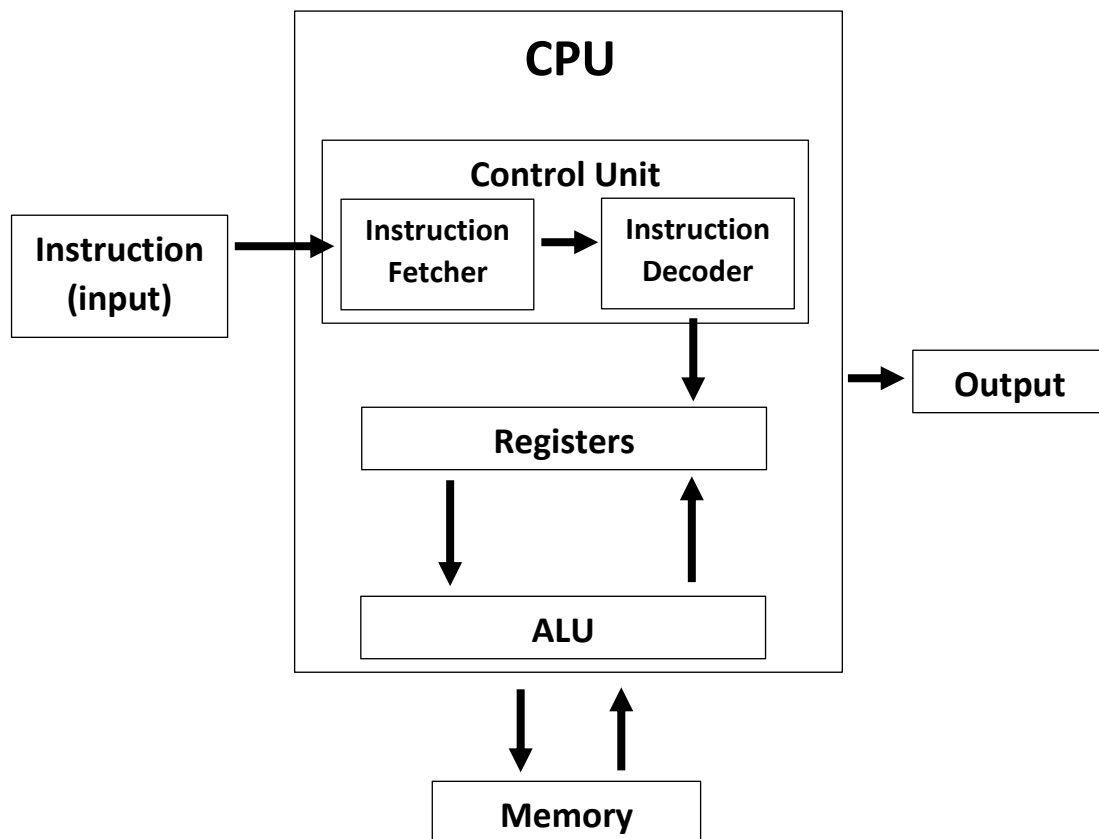 CPU
Control Unit
Instruction
(input)
Instruction
Fetcher
Instruction
Decoder
Output
Registers
ALU
Memory